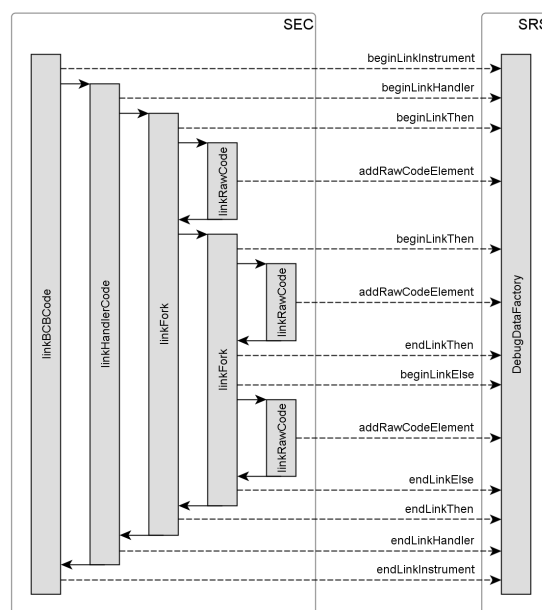 SEC
SRS
beginLinkInstrument
beginLinkHandler
beginLinkThen
linkRawCode
addRawCodeElement
beginLinkThen
linkRawCode
addRawCodeElement
linkBCBCode
linkHandlerCode
linkFork
linkFork
DebugDataFactory
endLinkThen
beginLinkElse
linkRawCode
addRawCodeElement
endLinkElse
endLinkThen
endLinkHandler
endLinkInstrument